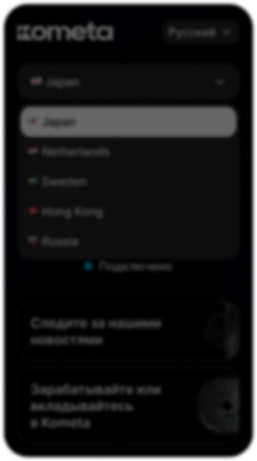 Kometa
Русский
Japan
Japan
Netherlands
Sweden
Hong Kong
Russia
Подключено
Следите за нашими
новостями
Зарабатывайте или
вкладывайтесь
в Kometa